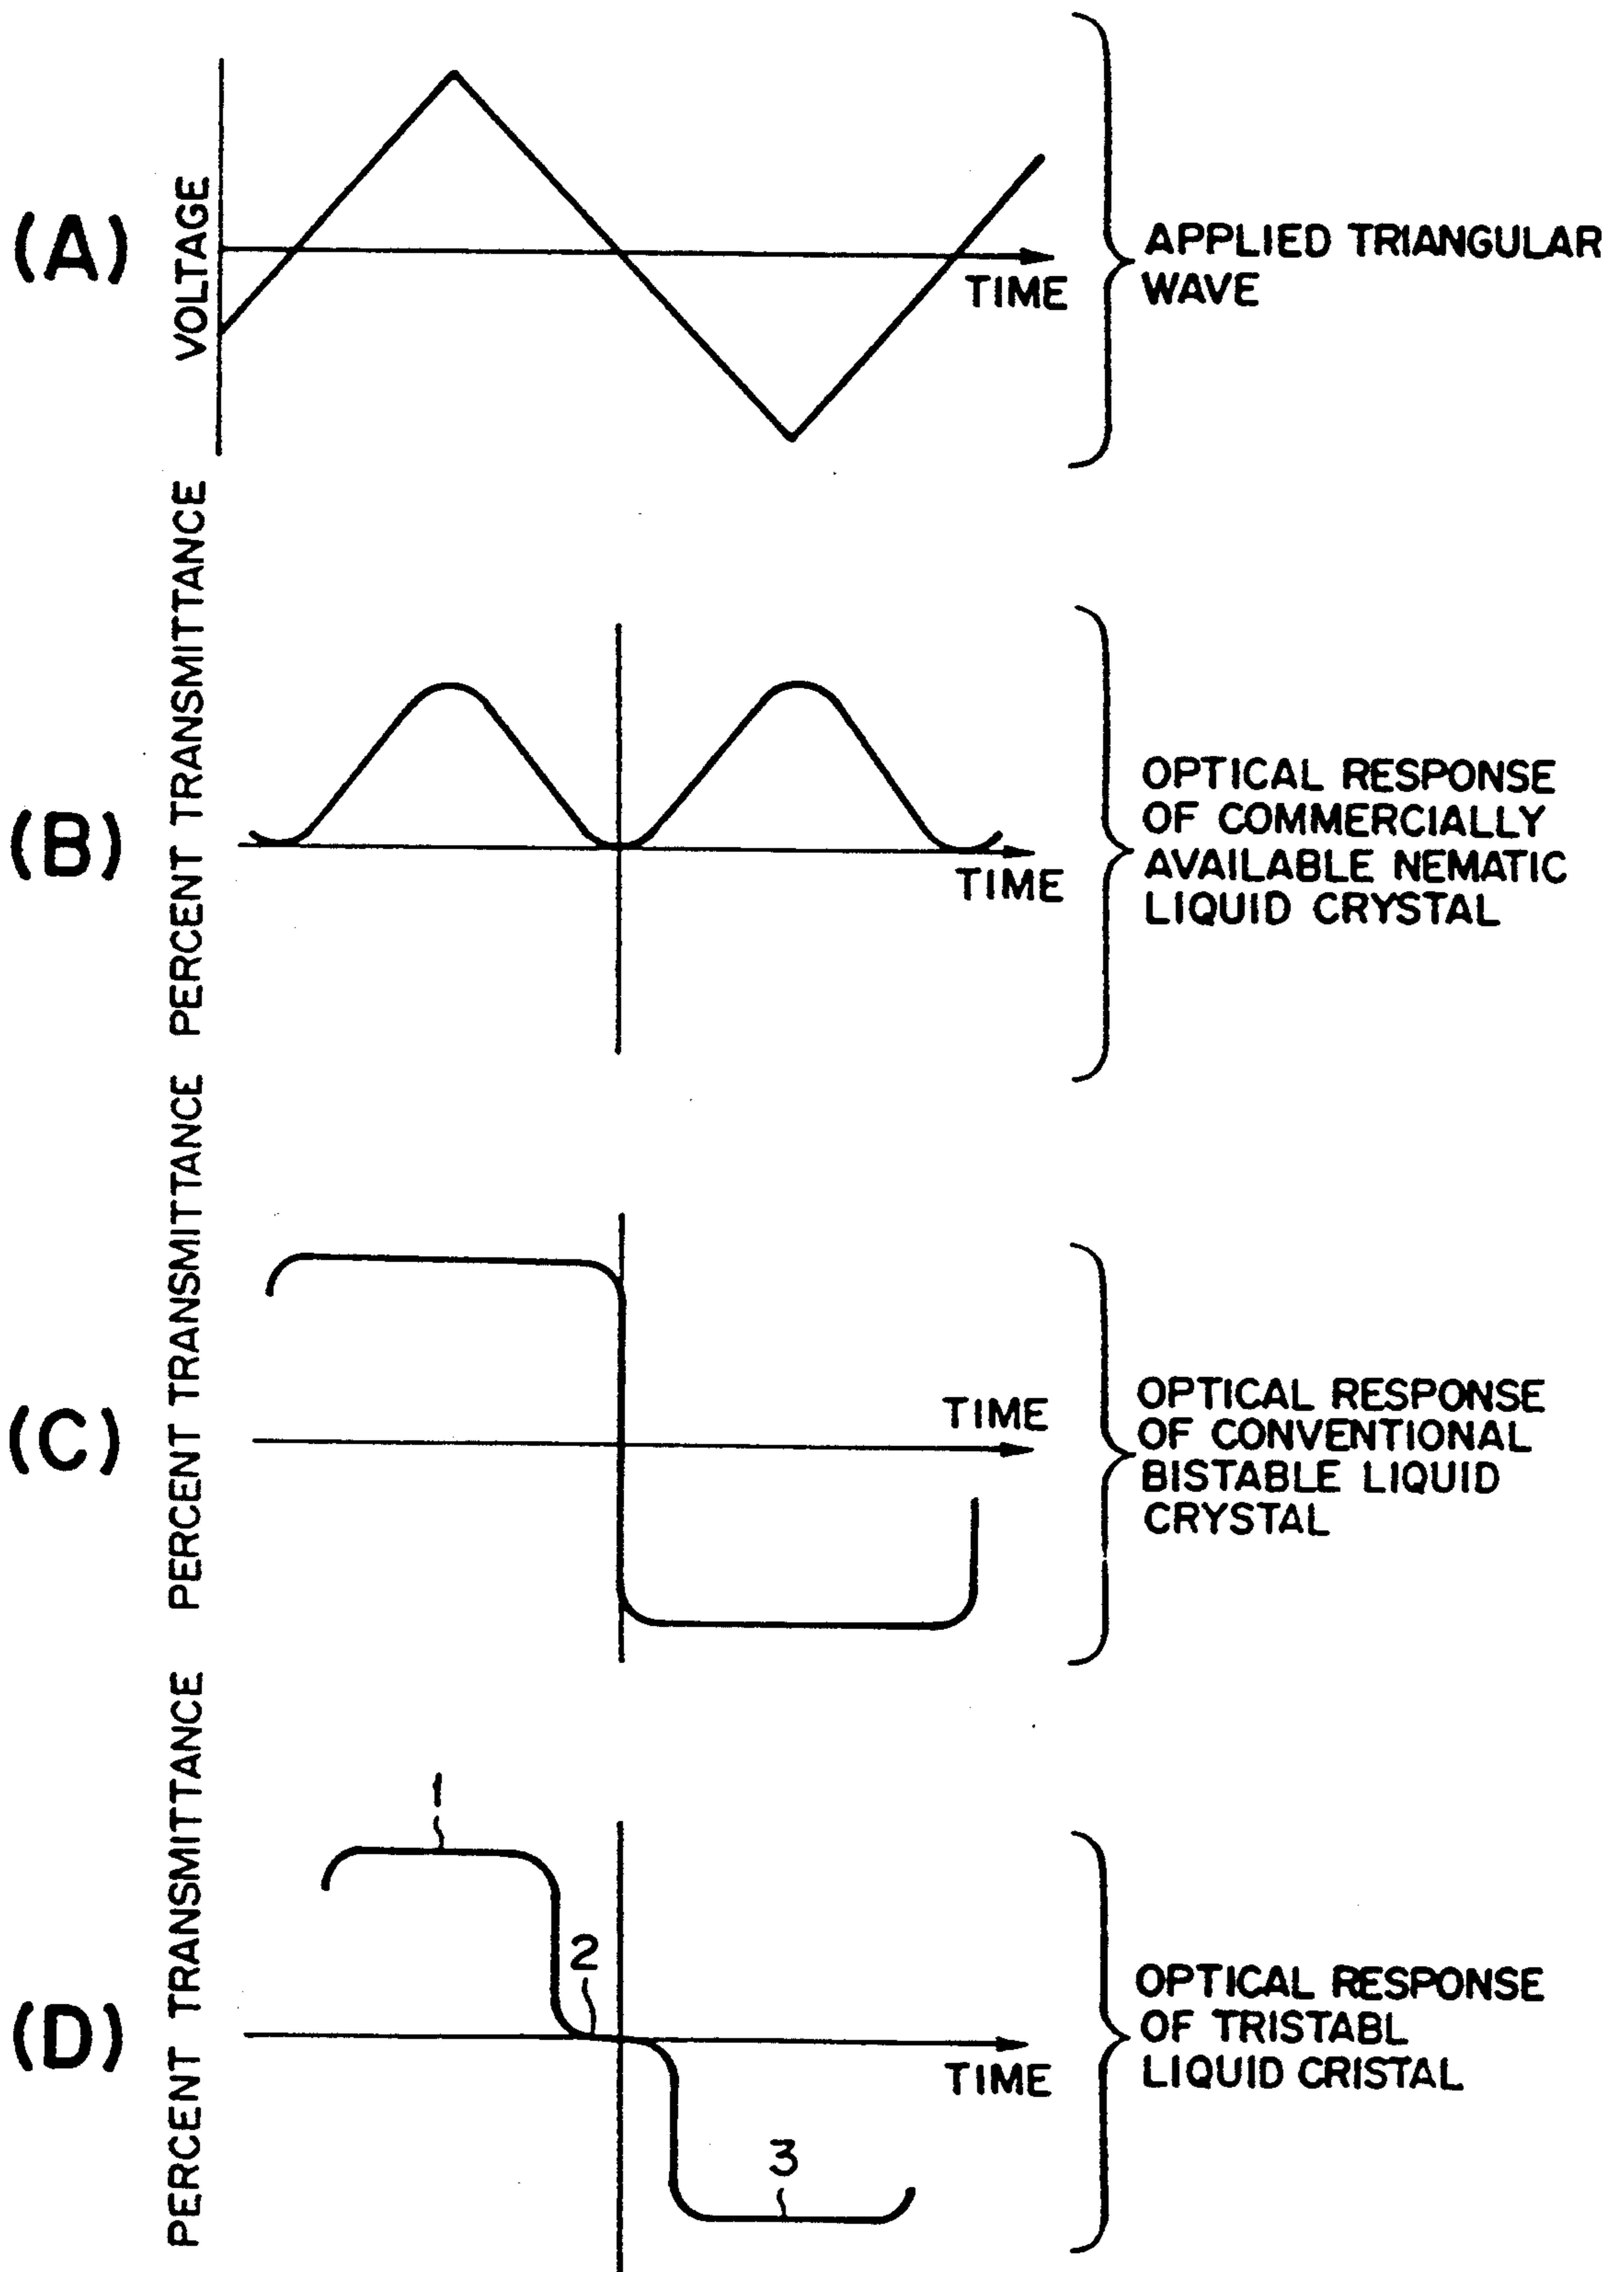 (A)
VOLTAGE
TIME
APPLIED TRIANGULAR
WAVE
(B)
PERCENT TRANSMITTANCE
TIME
OPTICAL RESPONSE
OF COMMERCIALLY
AVAILABLE NEMATIC
LIQUID CRYSTAL
(C)
PERCENT TRANSMITTANCE
TIME
OPTICAL RESPONSE
OF CONVENTIONAL
BISTABLE LIQUID
CRYSTAL
(D)
PERCENT TRANSMITTANCE
1
2
3
TIME
OPTICAL RESPONSE
OF TRISTABL
LIQUID CRISTAL